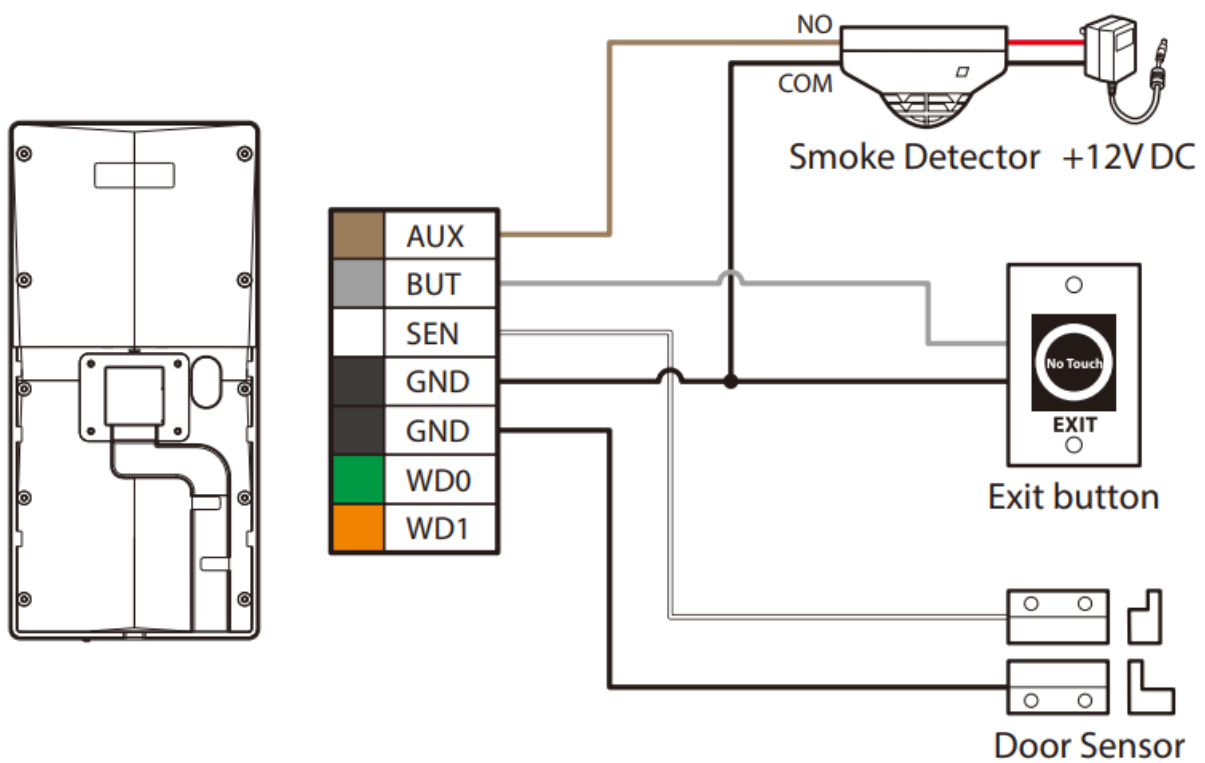 NO
COM
Smoke Detector
+12V DC
AUX
BUT
SEN
GND
GND
WD0
WD1
No Touch
EXIT
Exit button
Door Sensor